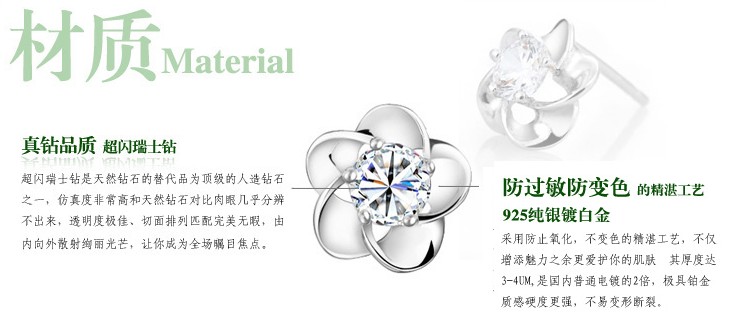 材质Material
真钻品质 超闪瑞士钻
超闪瑞士钻是天然钻石的替代品为顶级的人造钻石
之一，仿真度非常高和天然钻石对比肉眼几乎分辨
不出来，透明度极佳、切面排列匹配完美无暇，由
内向外散射绚丽光芒，让你成为全场瞩目焦点。
防过敏防变色 的精湛工艺
925纯银镀白金
采用防止氧化，不变色的精湛工艺，不仅
增添魅力之余更爱护你的肌肤 其厚度达
3-4UM,是国内普通电镀的2倍，极具铂金
质感硬度更强，不易变形断裂。